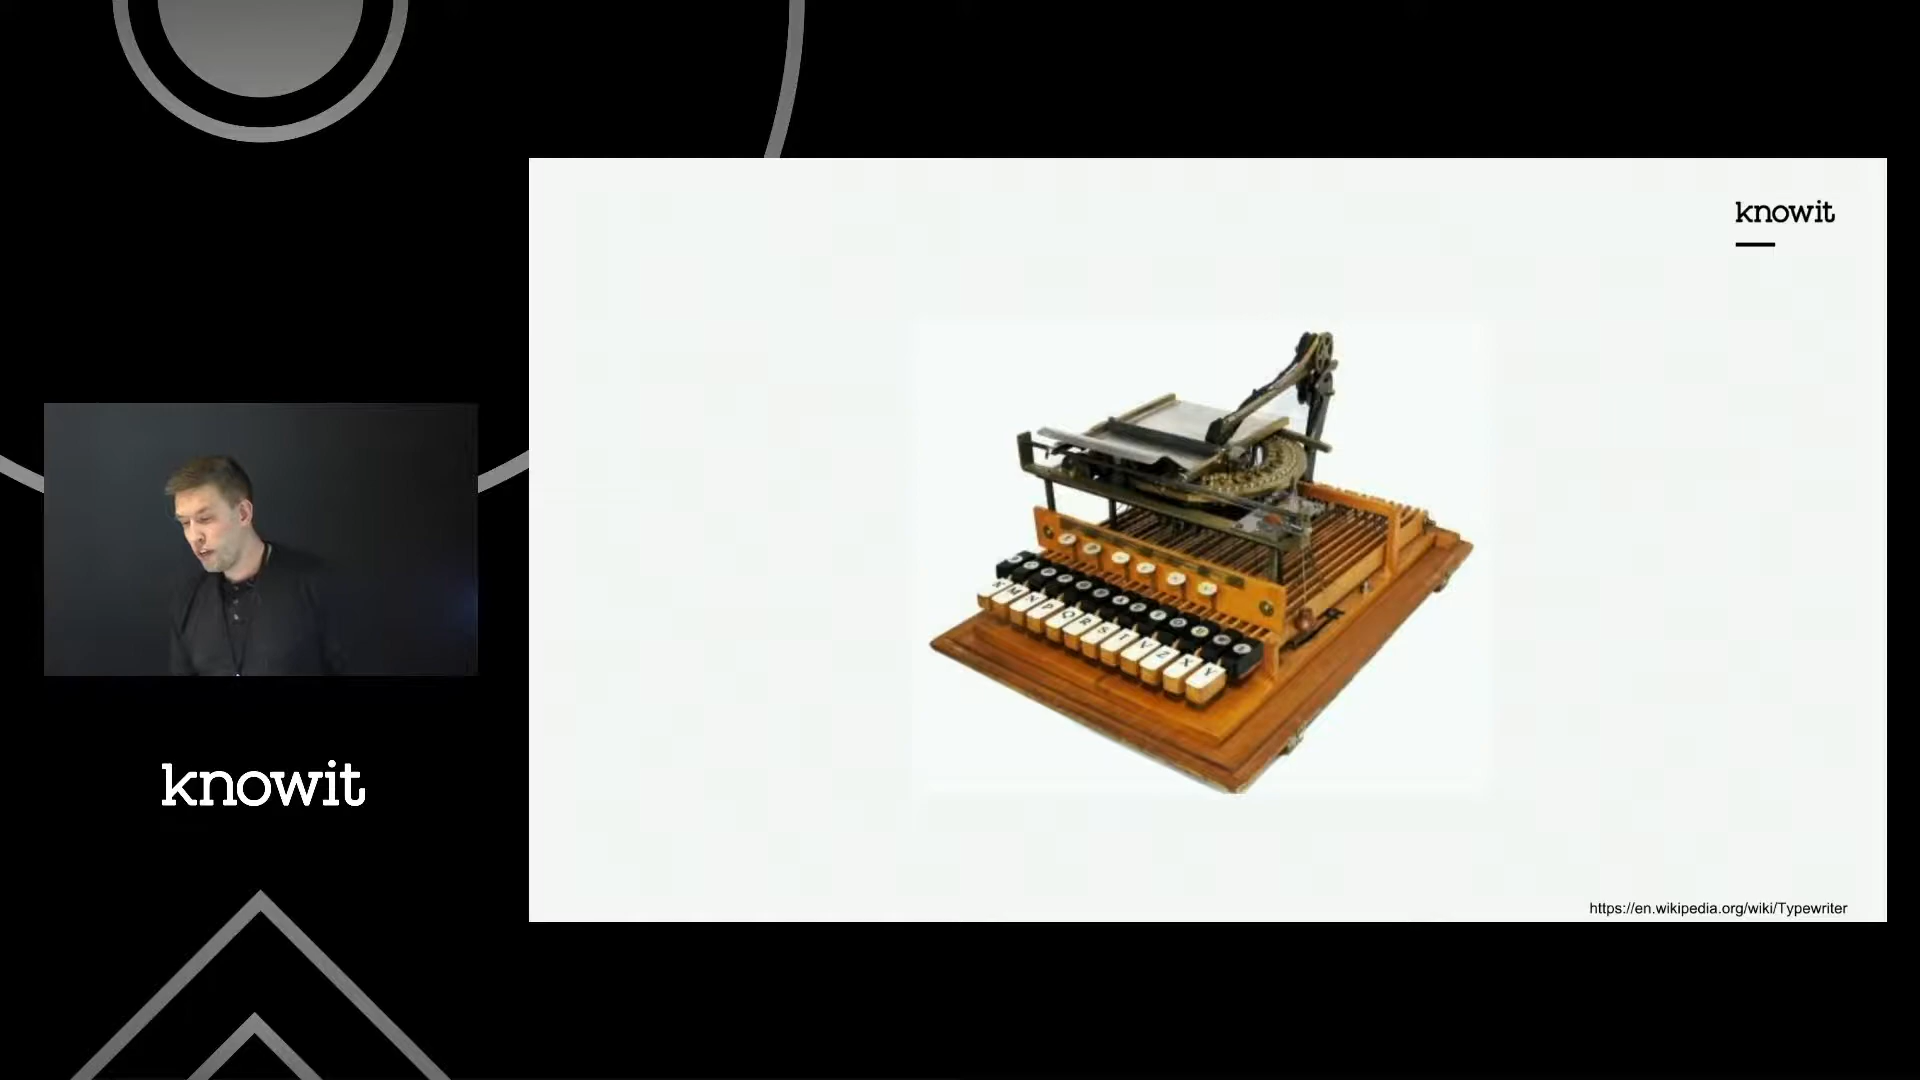 knowit
K M N P Q R S T V Z X Y
knowit
https://en.wikipedia.org/wiki/Typewriter